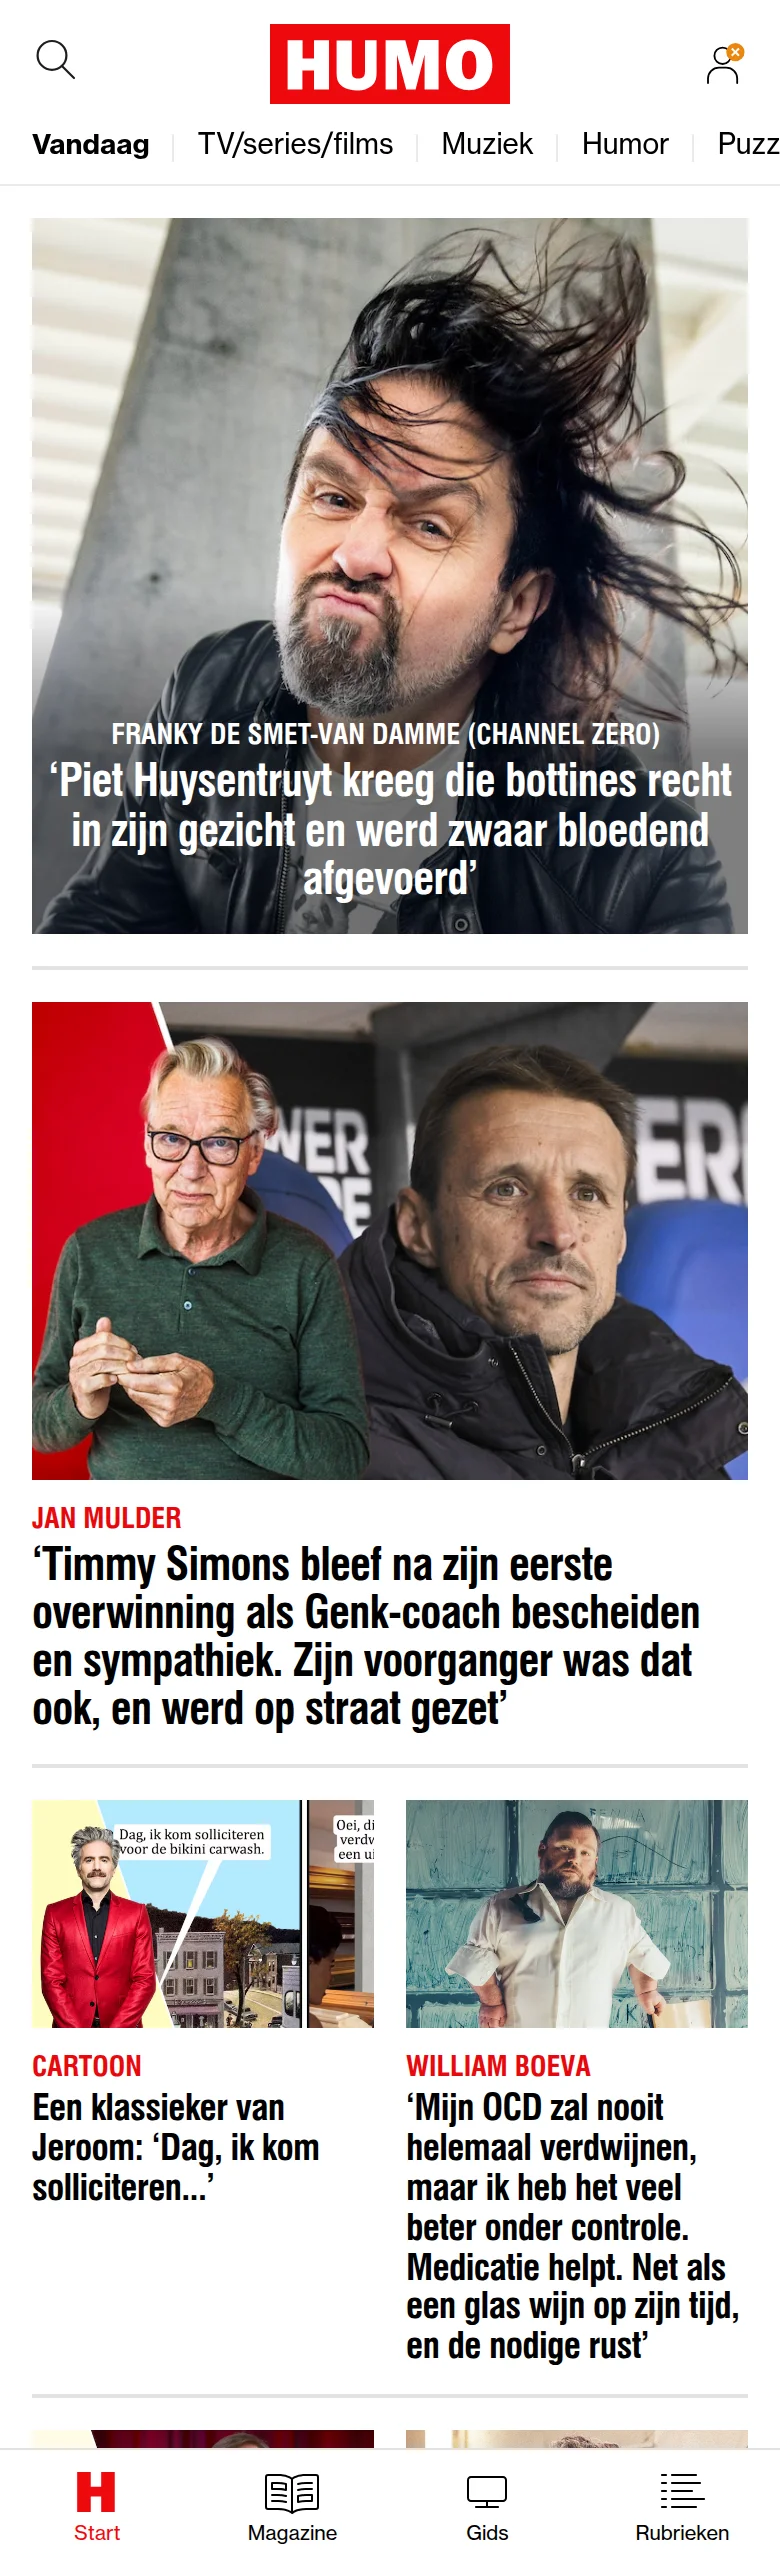 HUMO
Vandaag
TV/series/films
Muziek
Humor
Puzz
FRANKY DE SMET-VAN DAMME (CHANNEL ZERO)
‘Piet Huysentruyt kreeg die bottines recht
in zijn gezicht en werd zwaar bloedend
afgevoerd’
JAN MULDER
‘Timmy Simons bleef na zijn eerste
overwinning als Genk-coach bescheiden
en sympathiek. Zijn voorganger was dat
ook, en werd op straat gezet’
Dag, ik kom solliciteren
voor de bikini carwash.
Oei, di
verdw
een ui
CARTOON
Een klassieker van
Jeroom: ‘Dag, ik kom
solliciteren...’
WILLIAM BOEVA
‘Mijn OCD zal nooit
helemaal verdwijnen,
maar ik heb het veel
beter onder controle.
Medicatie helpt. Net als
een glas wijn op zijn tijd,
en de nodige rust’
H
Start
Magazine
Gids
Rubrieken